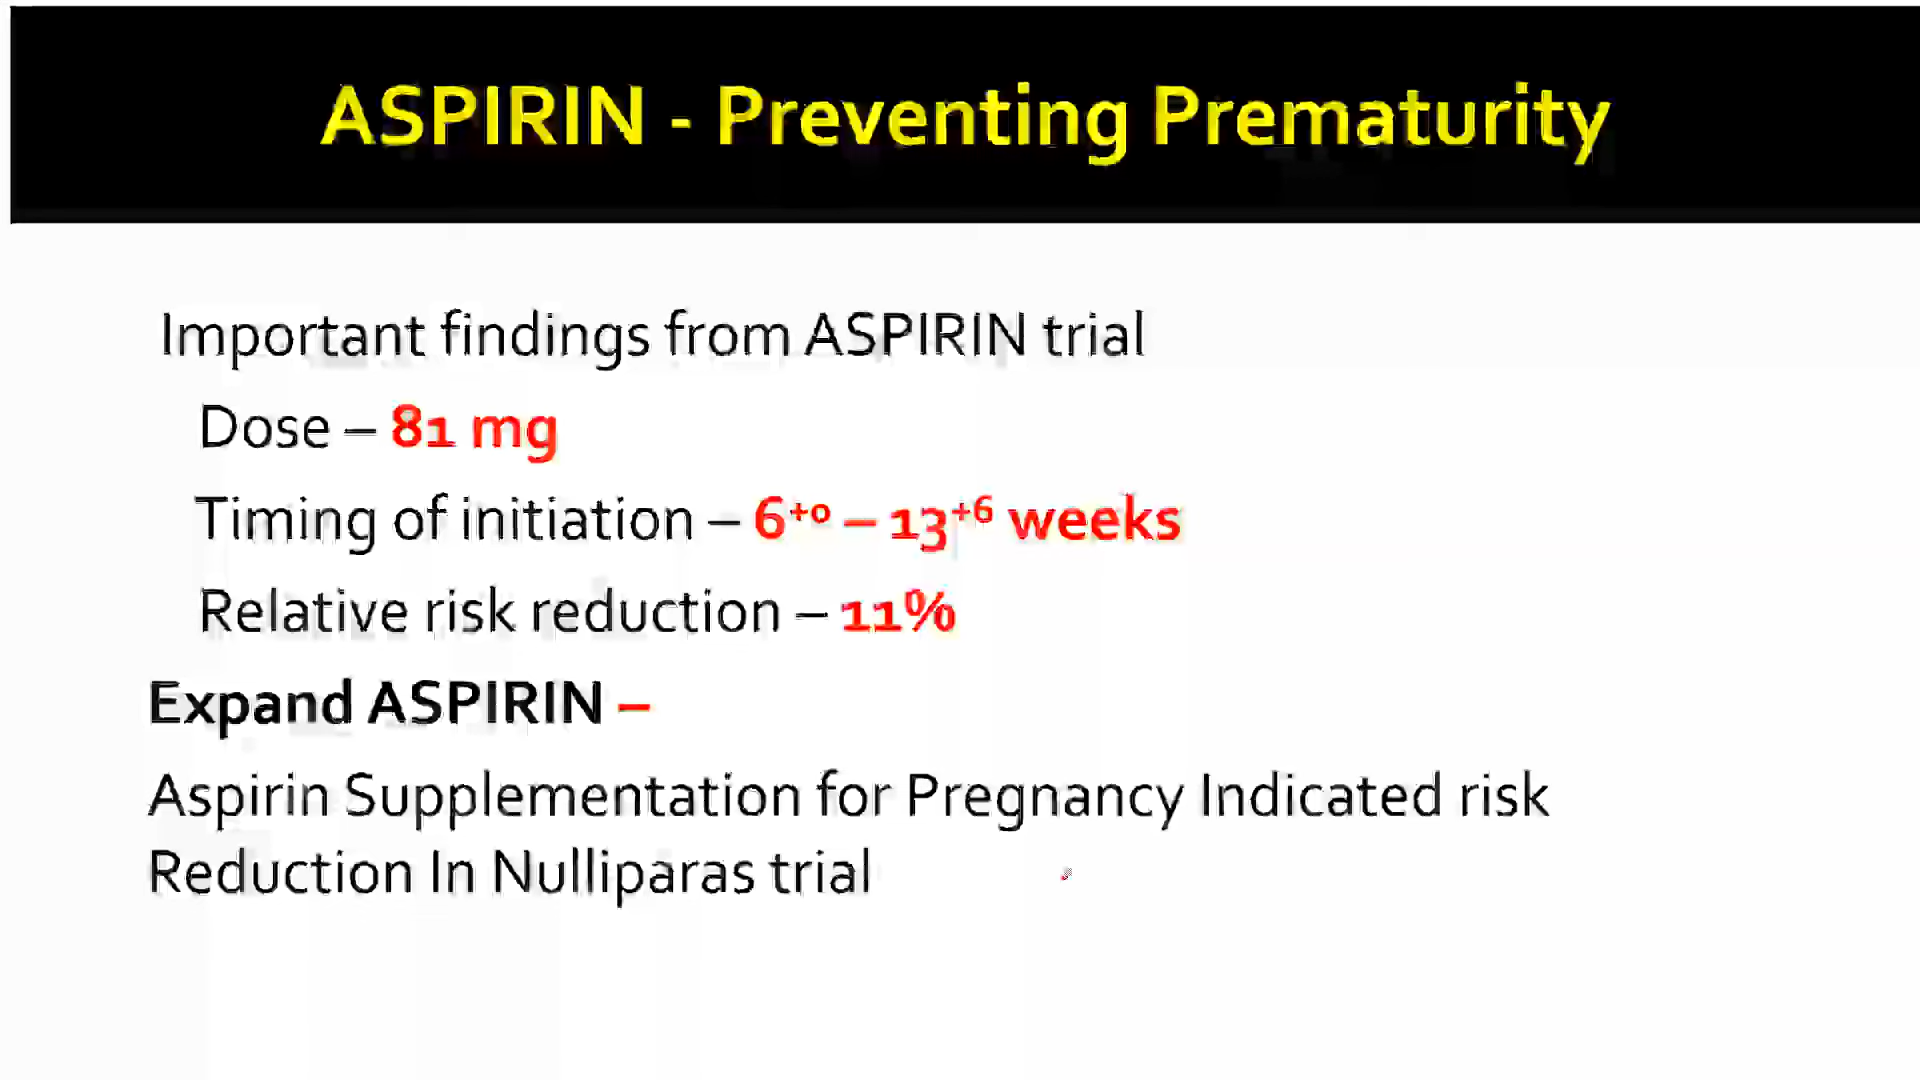 ASPIRIN - Preventing Prematurity
Important findings from ASPIRIN trial
Dose – 81 mg
Timing of initiation – 6⁺⁰ – 13⁺⁶ weeks
Relative risk reduction – 11%
Expand ASPIRIN –
Aspirin Supplementation for Pregnancy Indicated risk
Reduction In Nulliparas trial